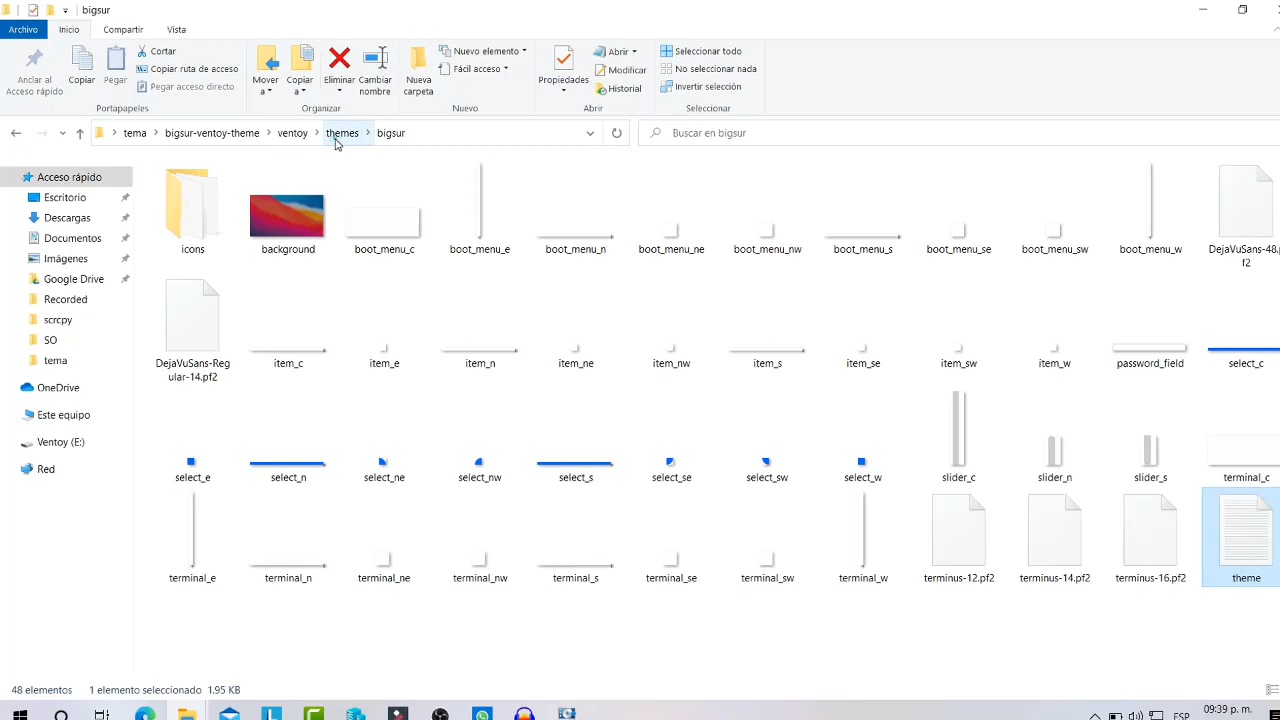 bigsur
Archivo Inicio Compartir Vista
Anclar al Acceso rápido
Copiar
Pegar
Cortar
Copiar ruta de acceso
Pegar acceso directo
Portapapeles
Mover a
Copiar a
Eliminar
Cambiar nombre
Organizar
Nueva carpeta
Nuevo elemento
Fácil acceso
Nuevo
Propiedades
Abrir
Modificar
Historial
Abrir
Seleccionar todo
No seleccionar nada
Invertir selección
Seleccionar
tema bigsur-ventoy-theme ventoy themes bigsur
Buscar en bigsur
Acceso rápido
Escritorio
Descargas
Documentos
Imágenes
Google Drive
Recorded
scrcpy
SO
tema
OneDrive
Este equipo
Ventoy (E:)
Red
icons background boot_menu_c boot_menu_e boot_menu_n boot_menu_ne boot_menu_nw boot_menu_s boot_menu_se boot_menu_sw boot_menu_w DejaVuSans-48.p
f2
DejaVuSans-Reg item_c item_e item_n item_ne item_nw item_s item_se item_sw item_w password_field select_c
ular-14.pf2
select_e select_n select_ne select_nw select_s select_se select_sw select_w slider_c slider_n slider_s terminal_c
terminal_e terminal_n terminal_ne terminal_nw terminal_s terminal_se terminal_sw terminal_w terminus-12.pf2 terminus-14.pf2 terminus-16.pf2 theme
48 elementos 1 elemento seleccionado 1.95 KB
ESP
09:39 p. m.